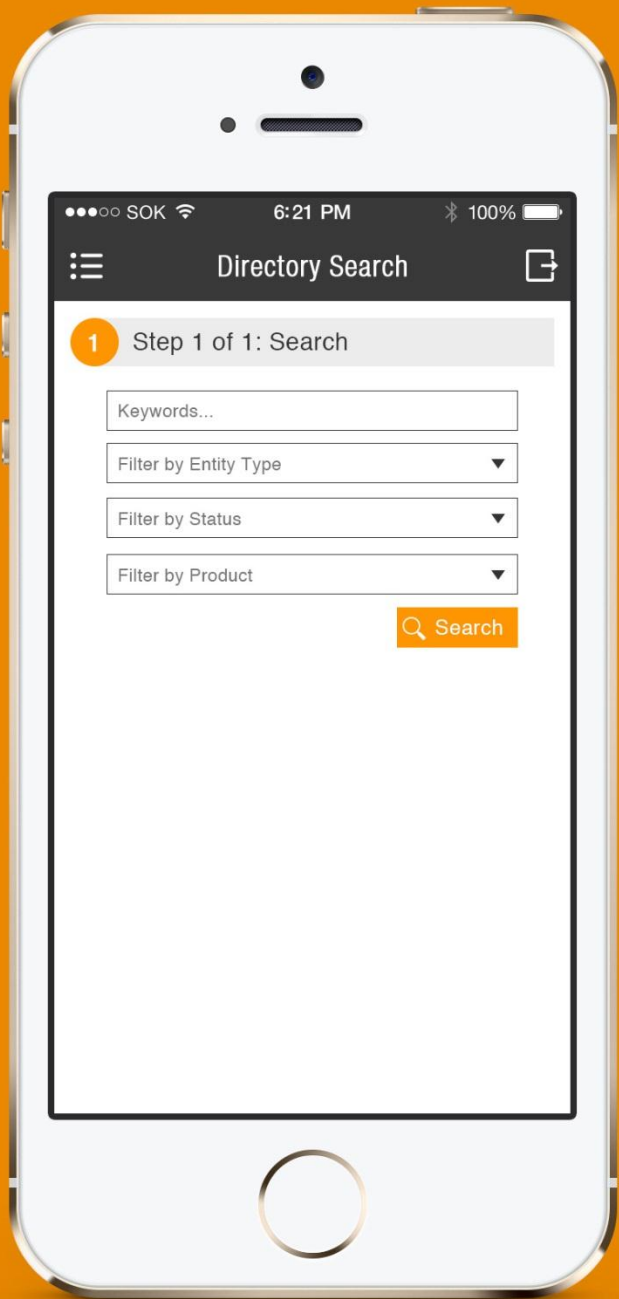 SOK 6:21 PM 100%
Directory Search
1 Step 1 of 1: Search
Keywords...
Filter by Entity Type
Filter by Status
Filter by Product
Search